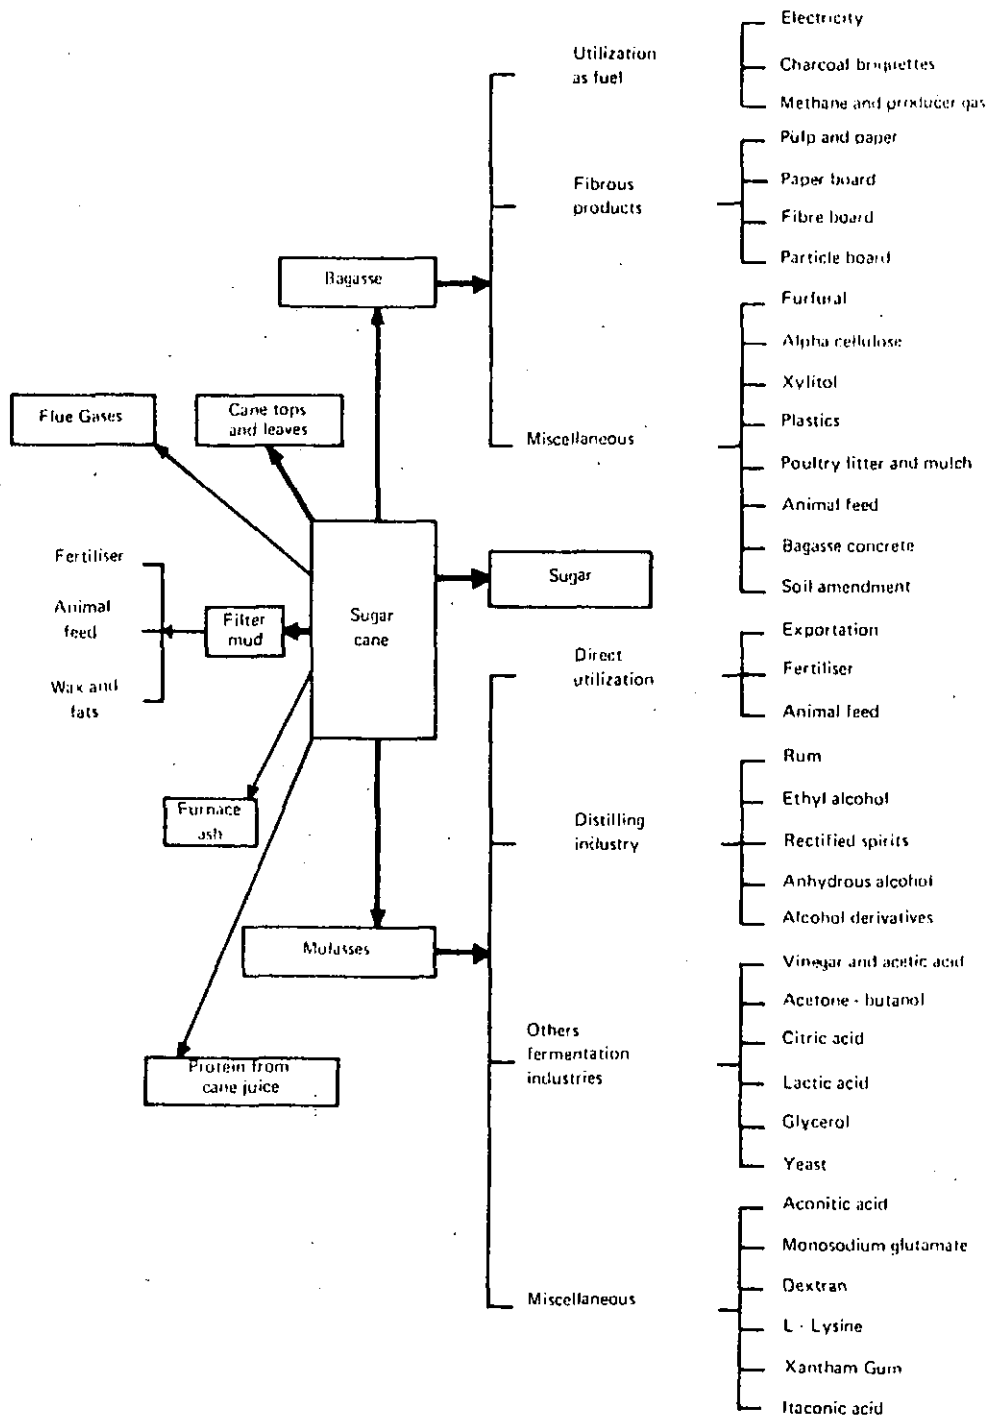 Electricity
Utilization
as fuel
Charcoal briquettes
Methane and producer gas
Pulp and paper
Fibrous
products
Paper board
Fibre board
Particle board
Bagasse
Furfural
Alpha cellulose
Xylitol
Plastics
Miscellaneous
Poultry litter and mulch
Animal feed
Bagasse concrete
Soil amendment
Flue Gases
Cane tops
and leaves
Fertiliser
Animal
feed
Wax and
fats
Filter
mud
Sugar
cane
Sugar
Direct
utilization
Exportation
Fertiliser
Animal feed
Furnace
ash
Distilling
industry
Rum
Ethyl alcohol
Rectified spirits
Anhydrous alcohol
Alcohol derivatives
Molasses
Others
fermentation
industries
Vinegar and acetic acid
Acetone - butanol
Citric acid
Lactic acid
Glycerol
Yeast
Protein from
cane juice
Miscellaneous
Aconitic acid
Monosodium glutamate
Dextran
L - Lysine
Xantham Gum
Itaconic acid